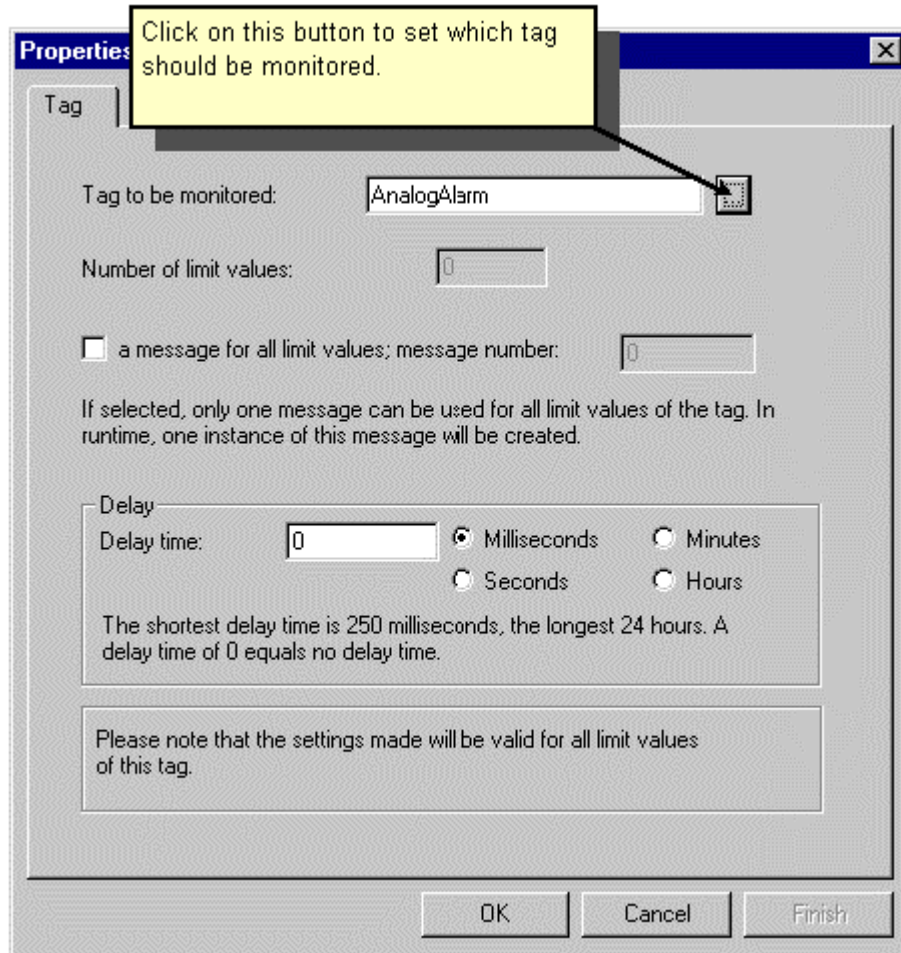 Click on this button to set which tag
should be monitored.
Properties
Tag
Tag to be monitored: AnalogAlarm
Number of limit values: 0
a message for all limit values; message number: 0
If selected, only one message can be used for all limit values of the tag. In
runtime, one instance of this message will be created.
Delay
Delay time: 0 Milliseconds Minutes
Seconds Hours
The shortest delay time is 250 milliseconds, the longest 24 hours. A
delay time of 0 equals no delay time.
Please note that the settings made will be valid for all limit values
of this tag.
OK Cancel Finish